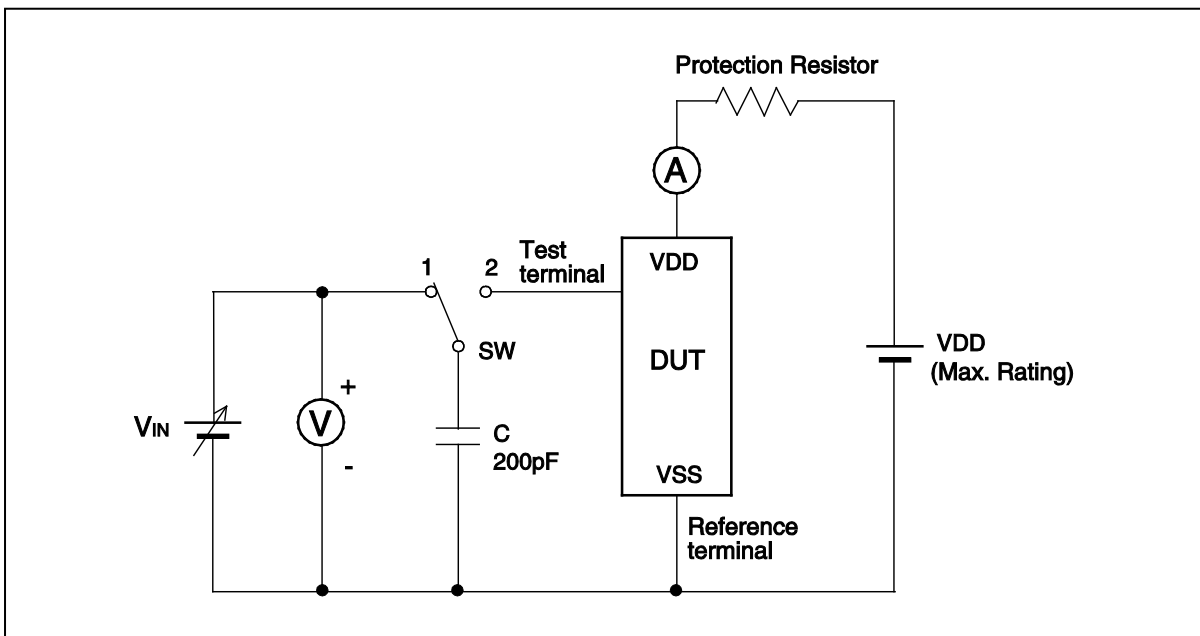 Protection Resistor
A
VDD
1
2
Test
terminal
DUT
SW
VDD
(Max. Rating)
VIN
+
V
-
C
200pF
VSS
Reference
terminal